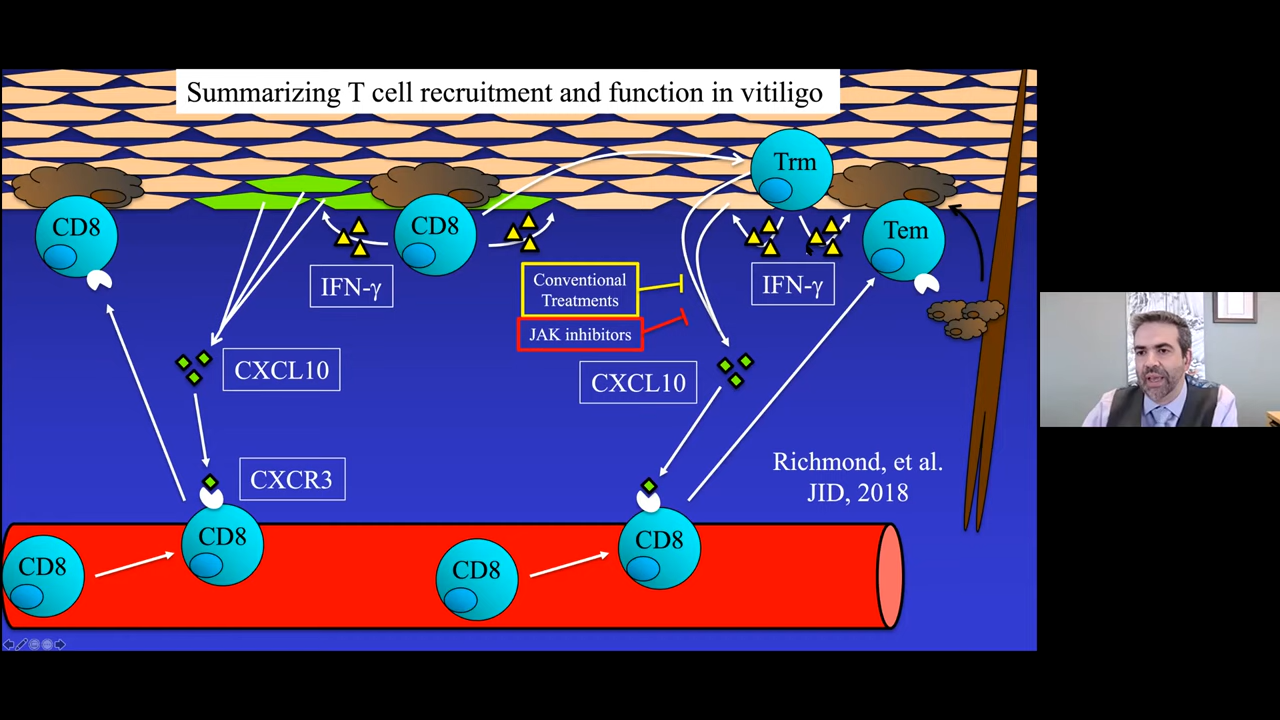 Summarizing T cell recruitment and function in vitiligo
Trm
CD8
CD8
Tem
IFN-γ
Conventional
Treatments
IFN-γ
JAK inhibitors
CXCL10
CXCL10
Richmond, et al.
JID, 2018
CXCR3
CD8
CD8
CD8
CD8